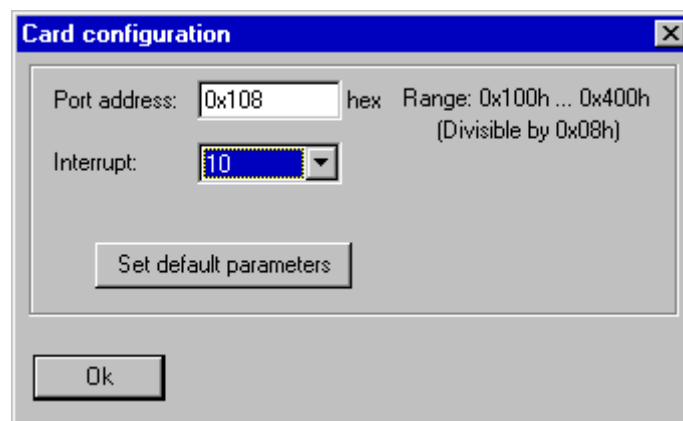 Card configuration
Port address: 0x108 hex Range: 0x100h ... 0x400h
(Divisible by 0x08h)
Interrupt: 10
Set default parameters
Ok